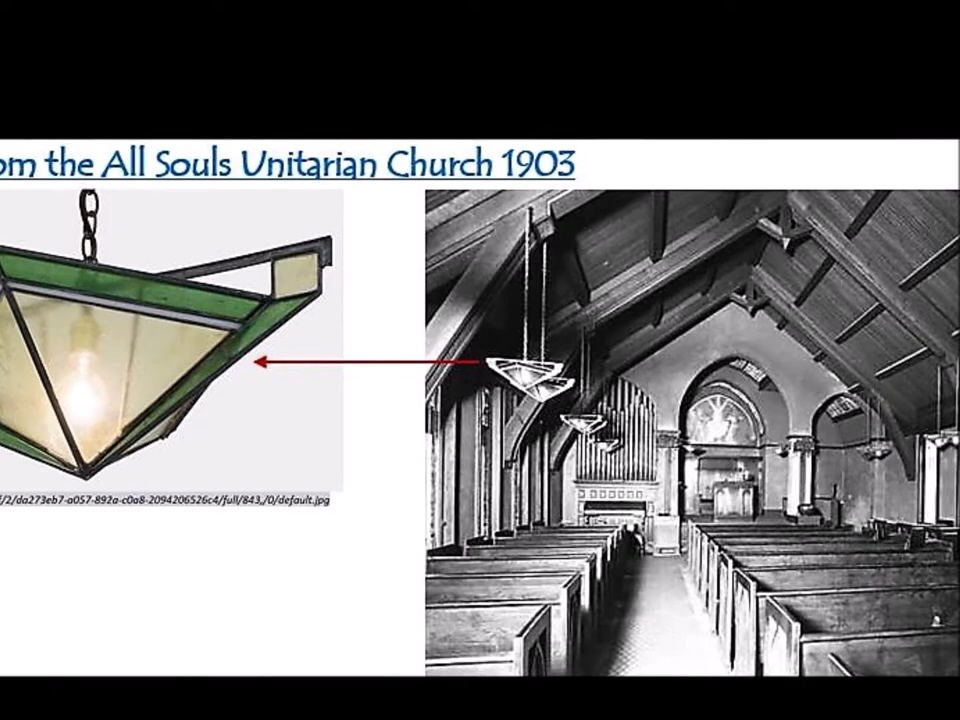 om the All Souls Unitarian Church 1903
/2/da273eb7-a057-892a-c0a8-2094206526c4/full/843,/0/default.jpg